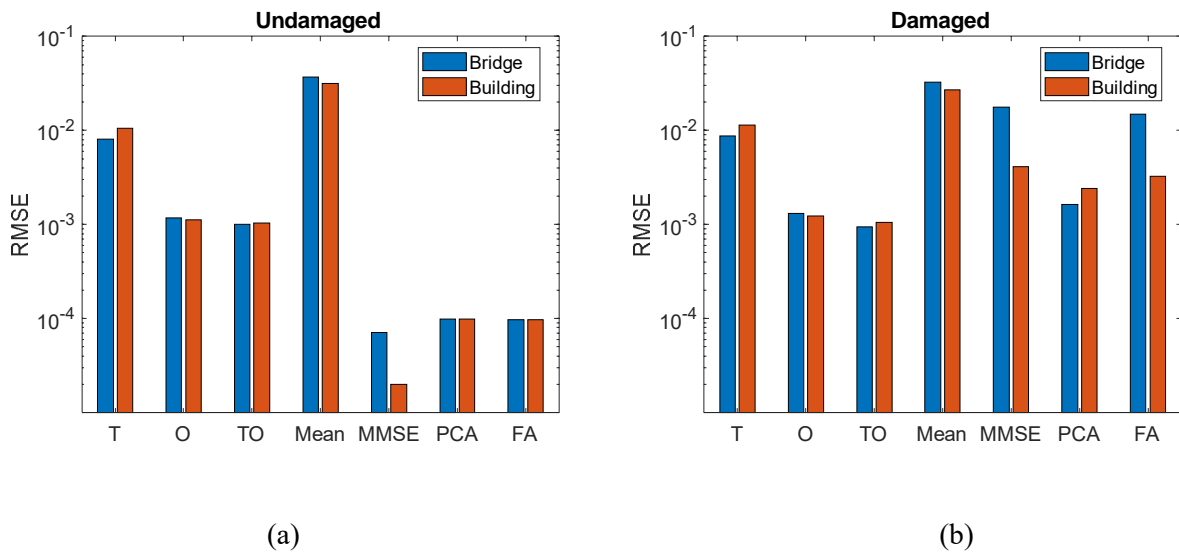 Undamaged
10^-1
10^-2
10^-3
10^-4
RMSE
Bridge
Building
T O TO Mean MMSE PCA FA
(a)
Damaged
10^-1
10^-2
10^-3
10^-4
RMSE
Bridge
Building
T O TO Mean MMSE PCA FA
(b)